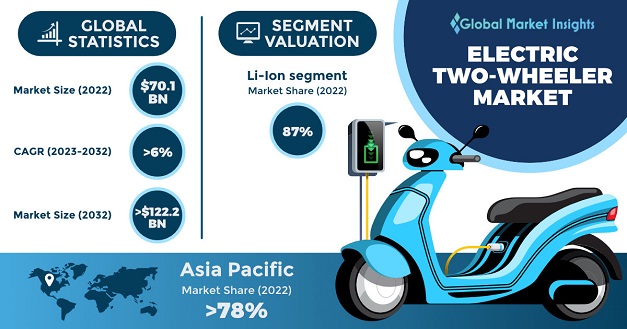 GLOBAL
STATISTICS
Market Size (2022)
$70.1
BN
CAGR (2023-2032)
>6%
Market Size (2032)
>$122.2
BN
SEGMENT
VALUATION
Li-Ion segment
Market Share (2022)
87%
Global Market Insights
ELECTRIC
TWO-WHEELER
MARKET
Asia Pacific
Market Share (2022)
>78%